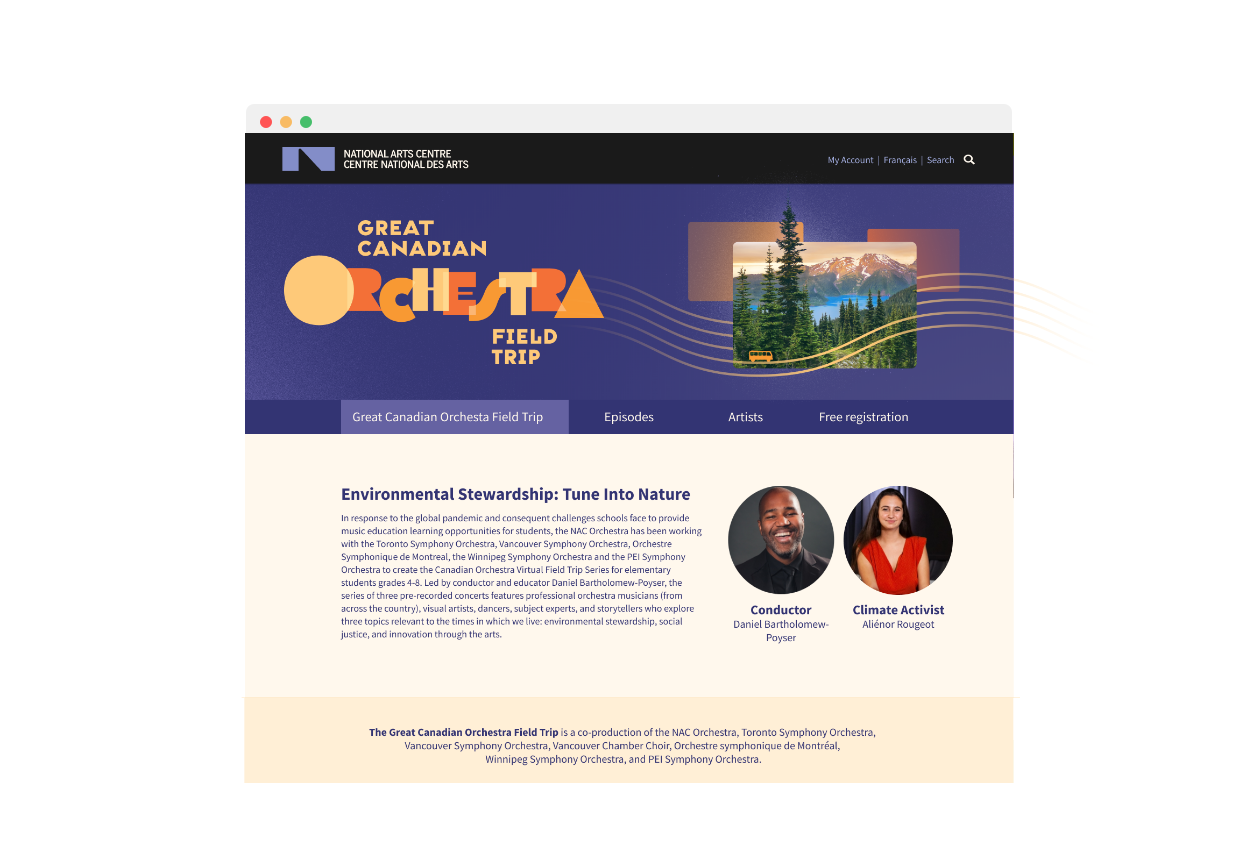 NATIONAL ARTS CENTRE
CENTRE NATIONAL DES ARTS
My Account | Français | Search
GREAT
CANADIAN
ORCHESTRA
FIELD
TRIP
Great Canadian Orchesta Field Trip
Episodes
Artists
Free registration
Environmental Stewardship: Tune Into Nature
In response to the global pandemic and consequent challenges schools face to provide
music education learning opportunities for students, the NAC Orchestra has been working
with the Toronto Symphony Orchestra, Vancouver Symphony Orchestra, Orchestre
Symphonique de Montreal, the Winnipeg Symphony Orchestra and the PEI Symphony
Orchestra to create the Canadian Orchestra Virtual Field Trip Series for elementary
students grades 4-8. Led by conductor and educator Daniel Bartholomew-Poyser, the
series of three pre-recorded concerts features professional orchestra musicians (from
across the country), visual artists, dancers, subject experts, and storytellers who explore
three topics relevant to the times in which we live: environmental stewardship, social
justice, and innovation through the arts.
Conductor
Daniel Bartholomew-
Poyser
Climate Activist
Aliénor Rougeot
The Great Canadian Orchestra Field Trip is a co-production of the NAC Orchestra, Toronto Symphony Orchestra,
Vancouver Symphony Orchestra, Vancouver Chamber Choir, Orchestre symphonique de Montréal,
Winnipeg Symphony Orchestra, and PEI Symphony Orchestra.